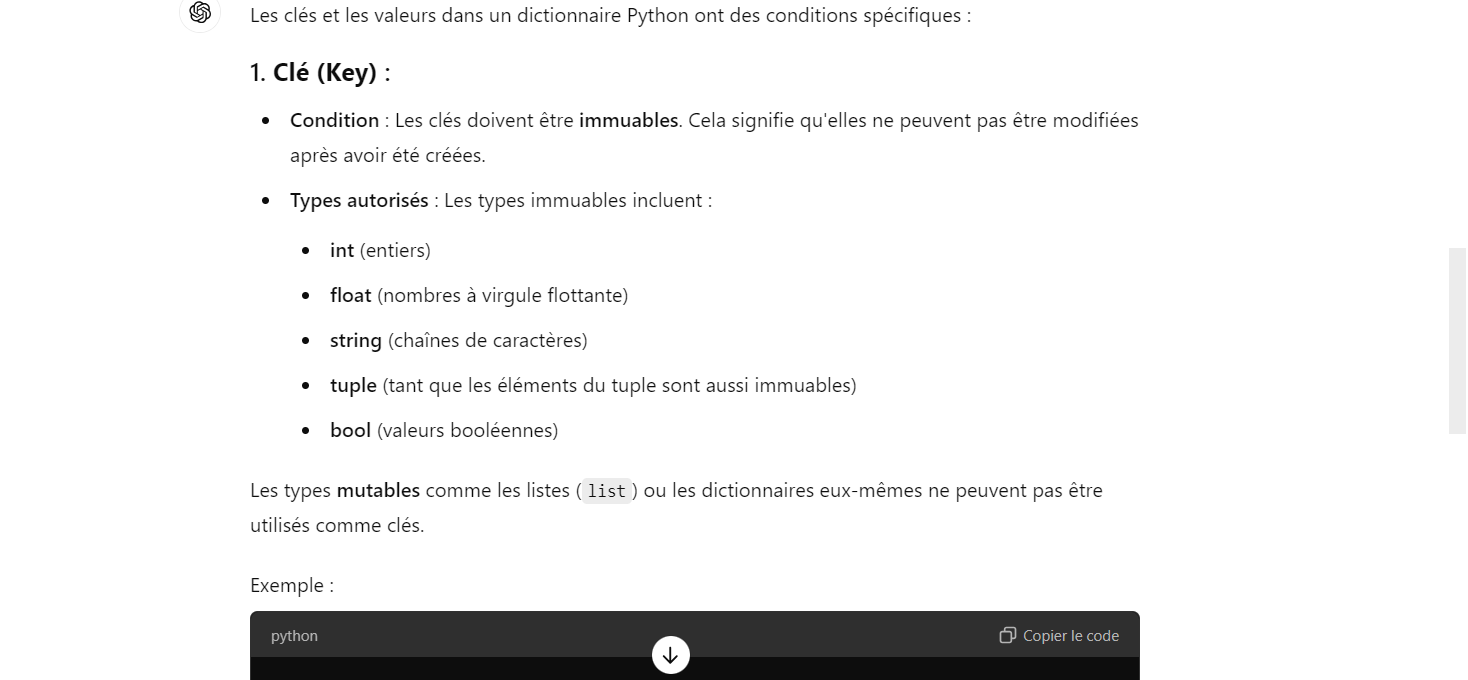 Les clés et les valeurs dans un dictionnaire Python ont des conditions spécifiques :
1. Clé (Key) :
Condition : Les clés doivent être immuables. Cela signifie qu'elles ne peuvent pas être modifiées
après avoir été créées.
Types autorisés : Les types immuables incluent :
int (entiers)
float (nombres à virgule flottante)
string (chaînes de caractères)
tuple (tant que les éléments du tuple sont aussi immuables)
bool (valeurs booléennes)
Les types mutables comme les listes (list) ou les dictionnaires eux-mêmes ne peuvent pas être
utilisés comme clés.
Exemple :
python Copier le code